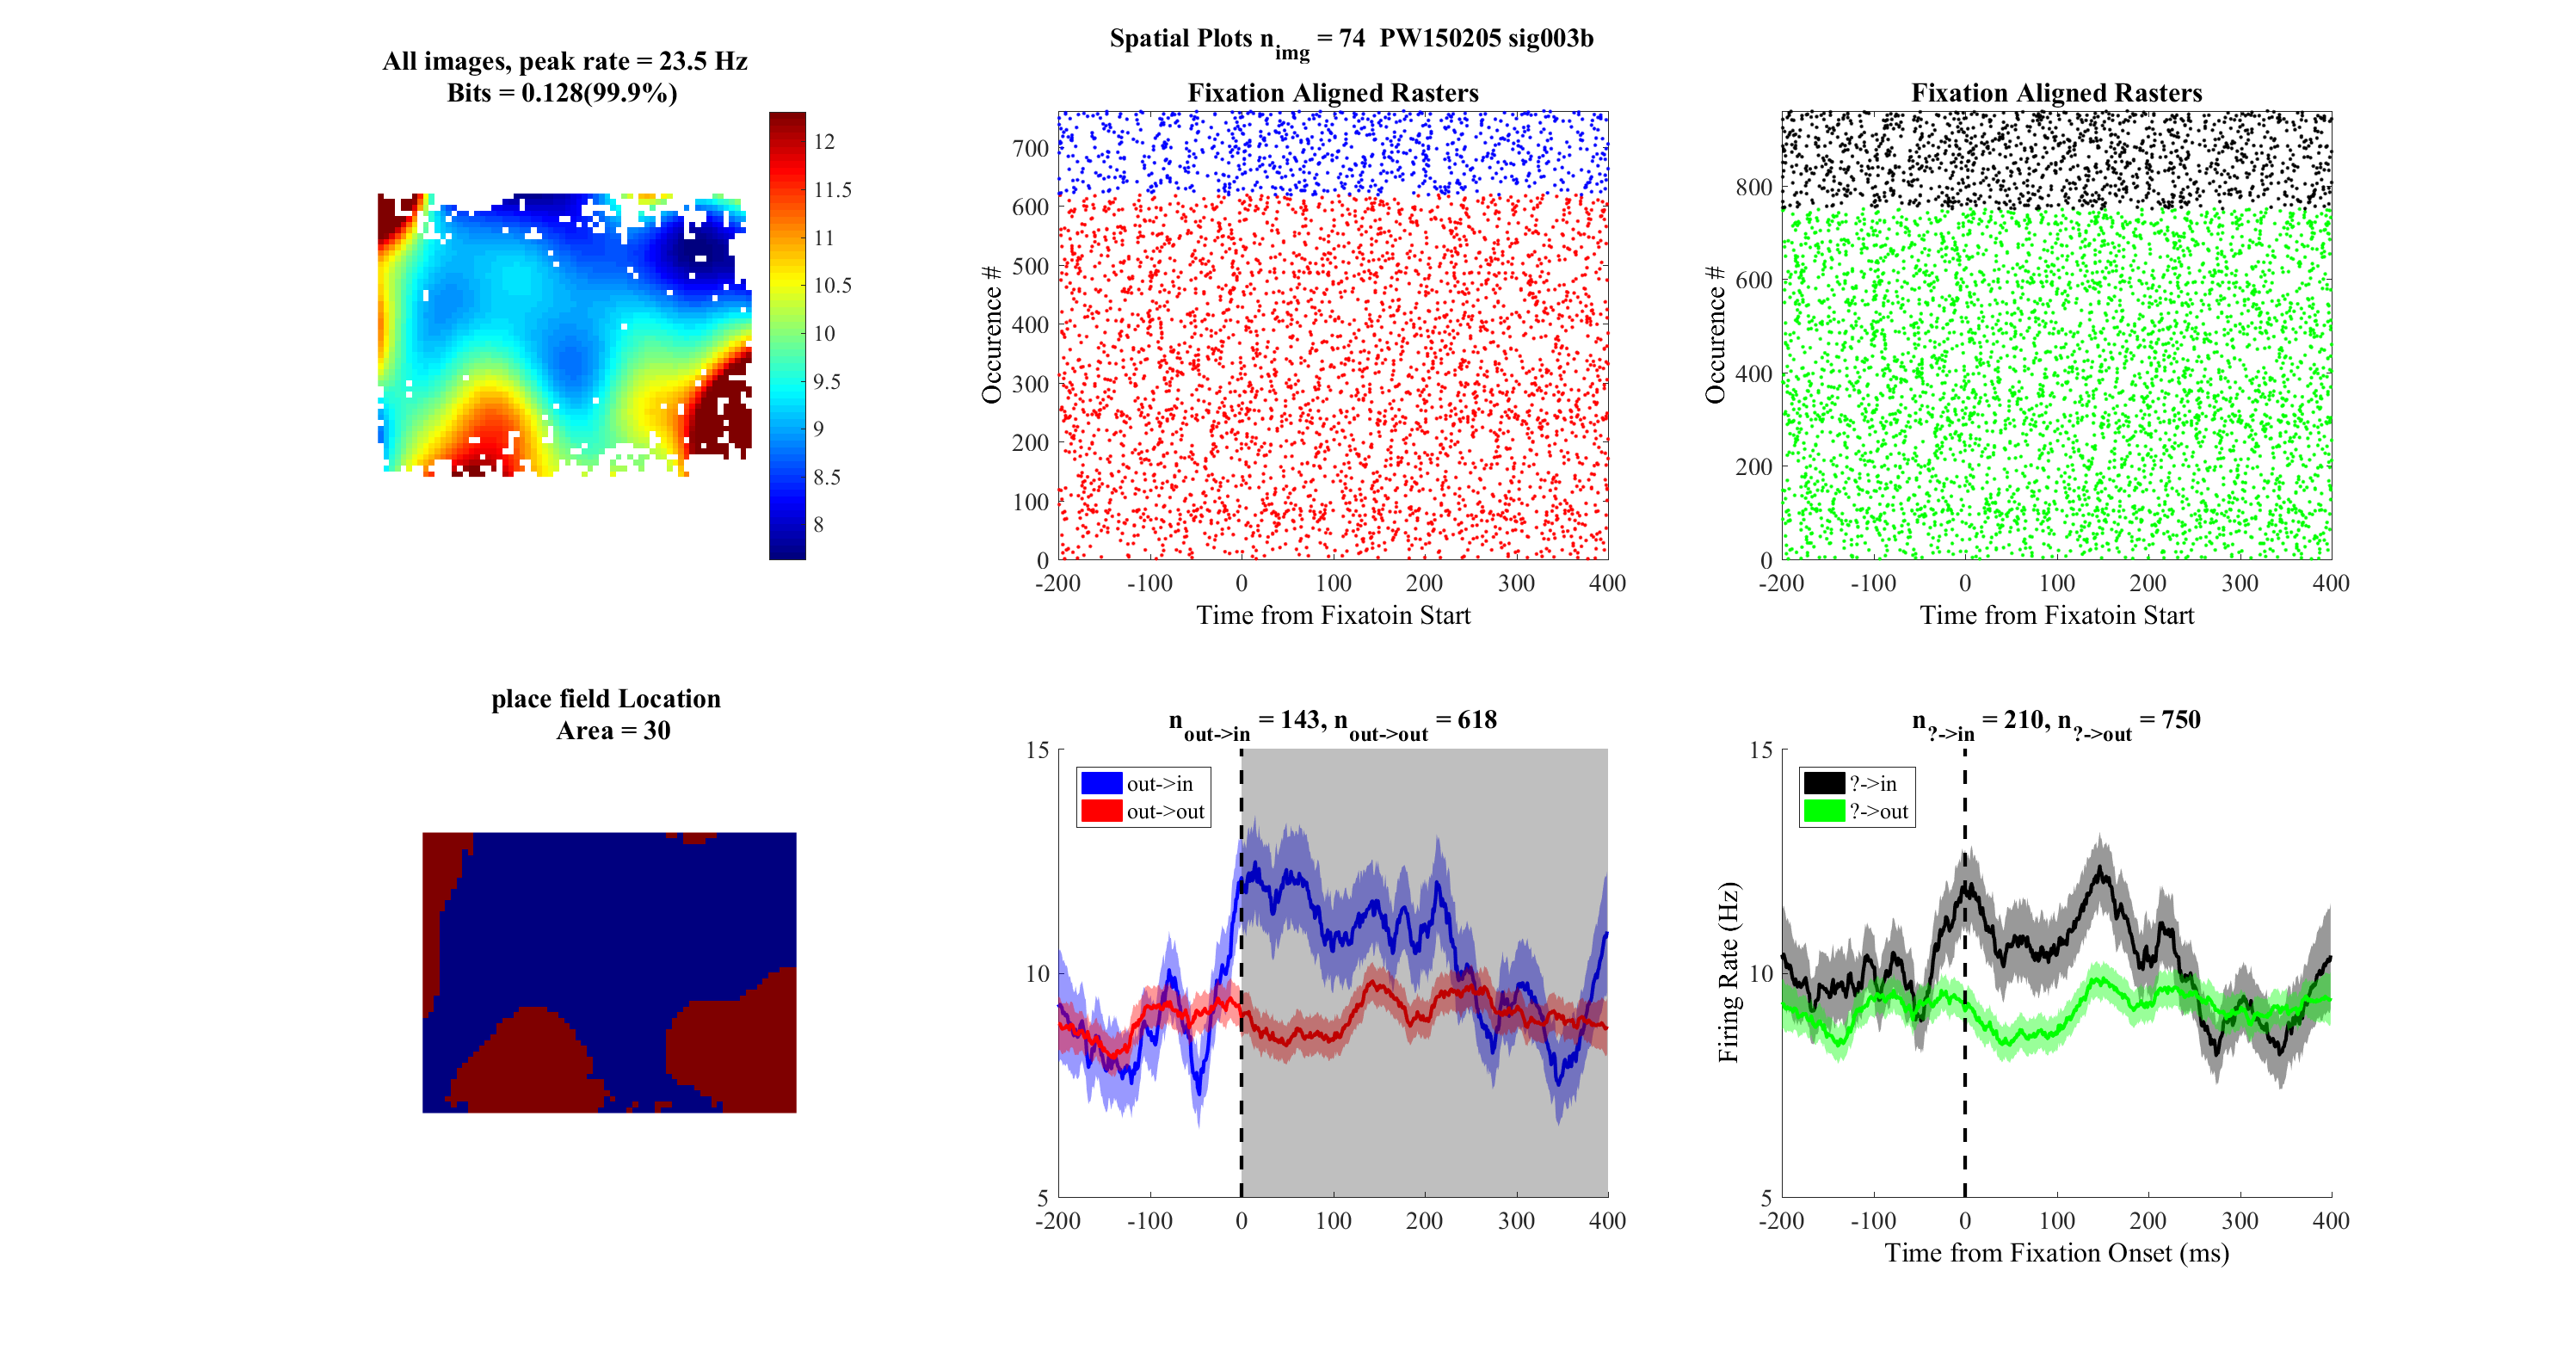 Spatial Plots n_img = 74 PW150205 sig003b
All images, peak rate = 23.5 Hz
Bits = 0.128(99.9%)
12
11.5
11
10.5
10
9.5
9
8.5
8
Fixation Aligned Rasters
Occurence #
700
600
500
400
300
200
100
0
-200 -100 0 100 200 300 400
Time from Fixatoin Start
Fixation Aligned Rasters
Occurence #
800
600
400
200
0
-200 -100 0 100 200 300 400
Time from Fixatoin Start
place field Location
Area = 30
n_out->in = 143, n_out->out = 618
15
10
5
out->in
out->out
-200 -100 0 100 200 300 400
n_?->in = 210, n_?->out = 750
Firing Rate (Hz)
15
10
5
?->in
?->out
-200 -100 0 100 200 300 400
Time from Fixation Onset (ms)